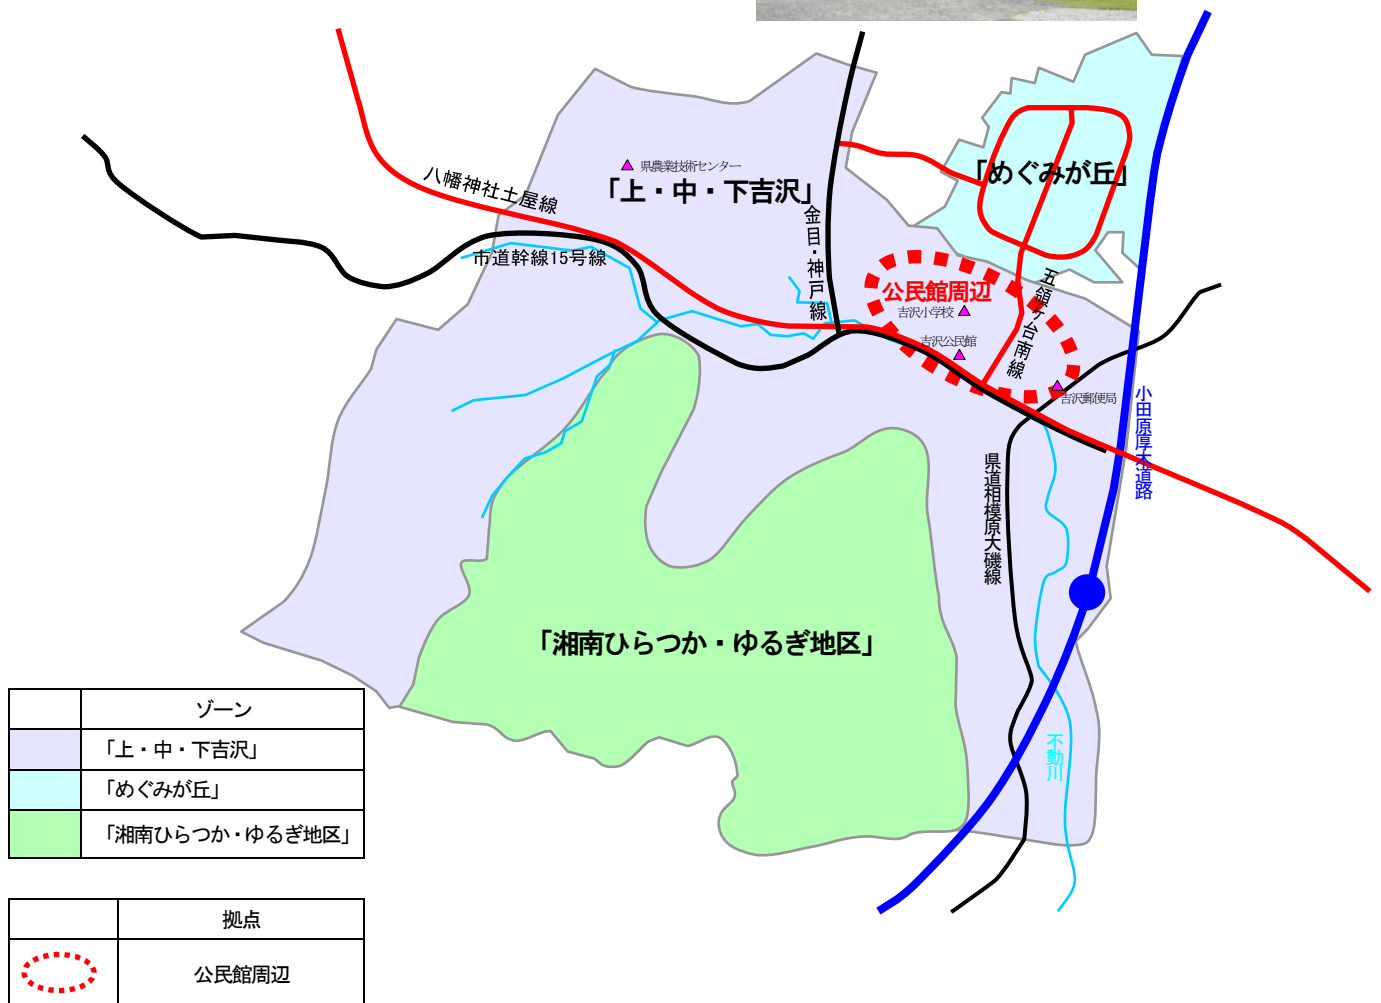 県農業技術センター
「上・中・下吉沢」
「めぐみが丘」
八幡神社土屋線
市道幹線15号線
金目・神戸線
公民館周辺
吉沢小学校
吉沢公民館
五領ケ台南線
吉沢郵便局
小田原厚木道路
県道相模原大磯線
「湘南ひらつか・ゆるぎ地区」
不動川
ゾーン
「上・中・下吉沢」
「めぐみが丘」
「湘南ひらつか・ゆるぎ地区」
拠点
公民館周辺